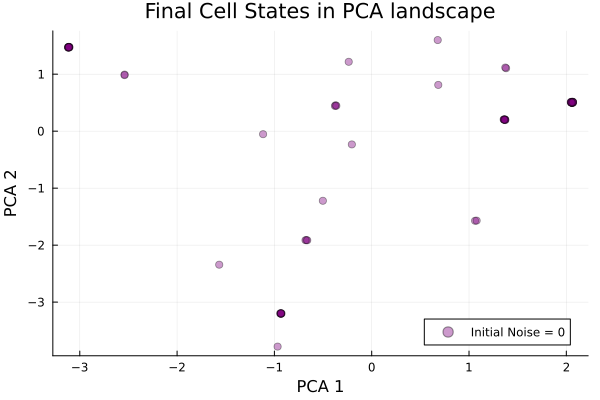 Final Cell States in PCA landscape
PCA 2
1
0
−1
−2
−3
Initial Noise = 0
−3
−2
−1
0
1
2
PCA 1